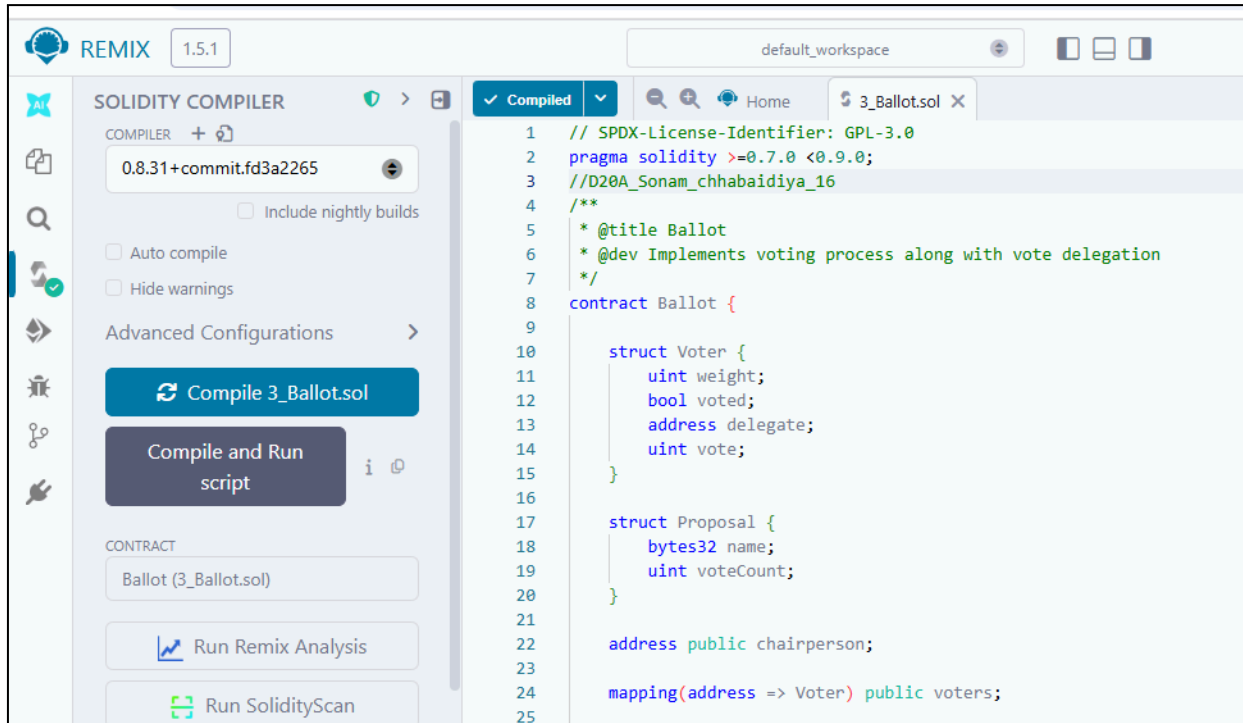 REMIX 1.5.1
default_workspace
SOLIDITY COMPILER
COMPILER
0.8.31+commit.fd3a2265
Include nightly builds
Auto compile
Hide warnings
Advanced Configurations
Compile 3_Ballot.sol
Compile and Run
script
i
CONTRACT
Ballot (3_Ballot.sol)
Run Remix Analysis
Run SolidityScan
AI
Compiled
Home
3_Ballot.sol
1 // SPDX-License-Identifier: GPL-3.0
2 pragma solidity >=0.7.0 <0.9.0;
3 //D20A_Sonam_chhabaidiya_16
4 /**
5 * @title Ballot
6 * @dev Implements voting process along with vote delegation
7 */
8 contract Ballot {
9
10 struct Voter {
11 uint weight;
12 bool voted;
13 address delegate;
14 uint vote;
15 }
16
17 struct Proposal {
18 bytes32 name;
19 uint voteCount;
20 }
21
22 address public chairperson;
23
24 mapping(address => Voter) public voters;
25